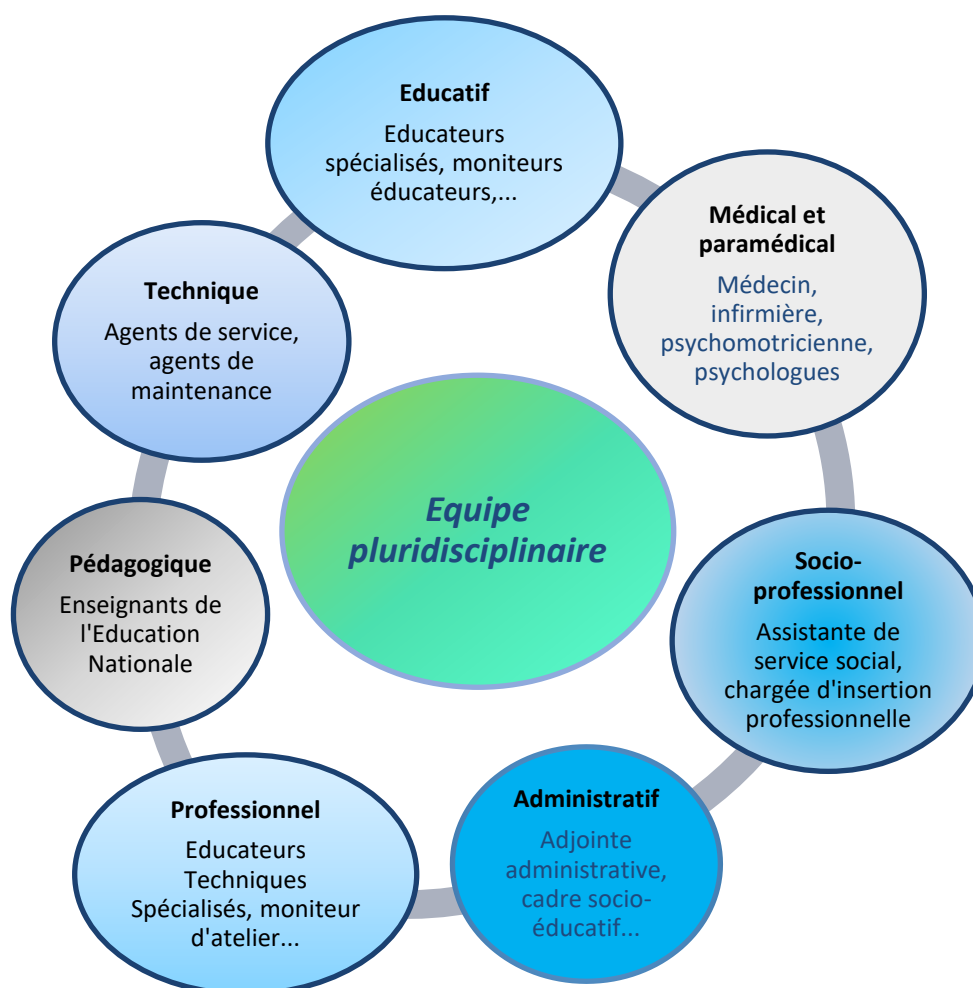 Educatif
Educateurs
spécialisés, moniteurs
éducateurs,...
Médical et
paramédical
Médecin,
infirmière,
psychomotricienne,
psychologues
Technique
Agents de service,
agents de
maintenance
Equipe
pluridisciplinaire
Pédagogique
Enseignants de
l'Education
Nationale
Socio-
professionnel
Assistante de
service social,
chargée d'insertion
professionnelle
Professionnel
Educateurs
Techniques
Spécialisés, moniteur
d'atelier...
Administratif
Adjointe
administrative,
cadre socio-
éducatif...